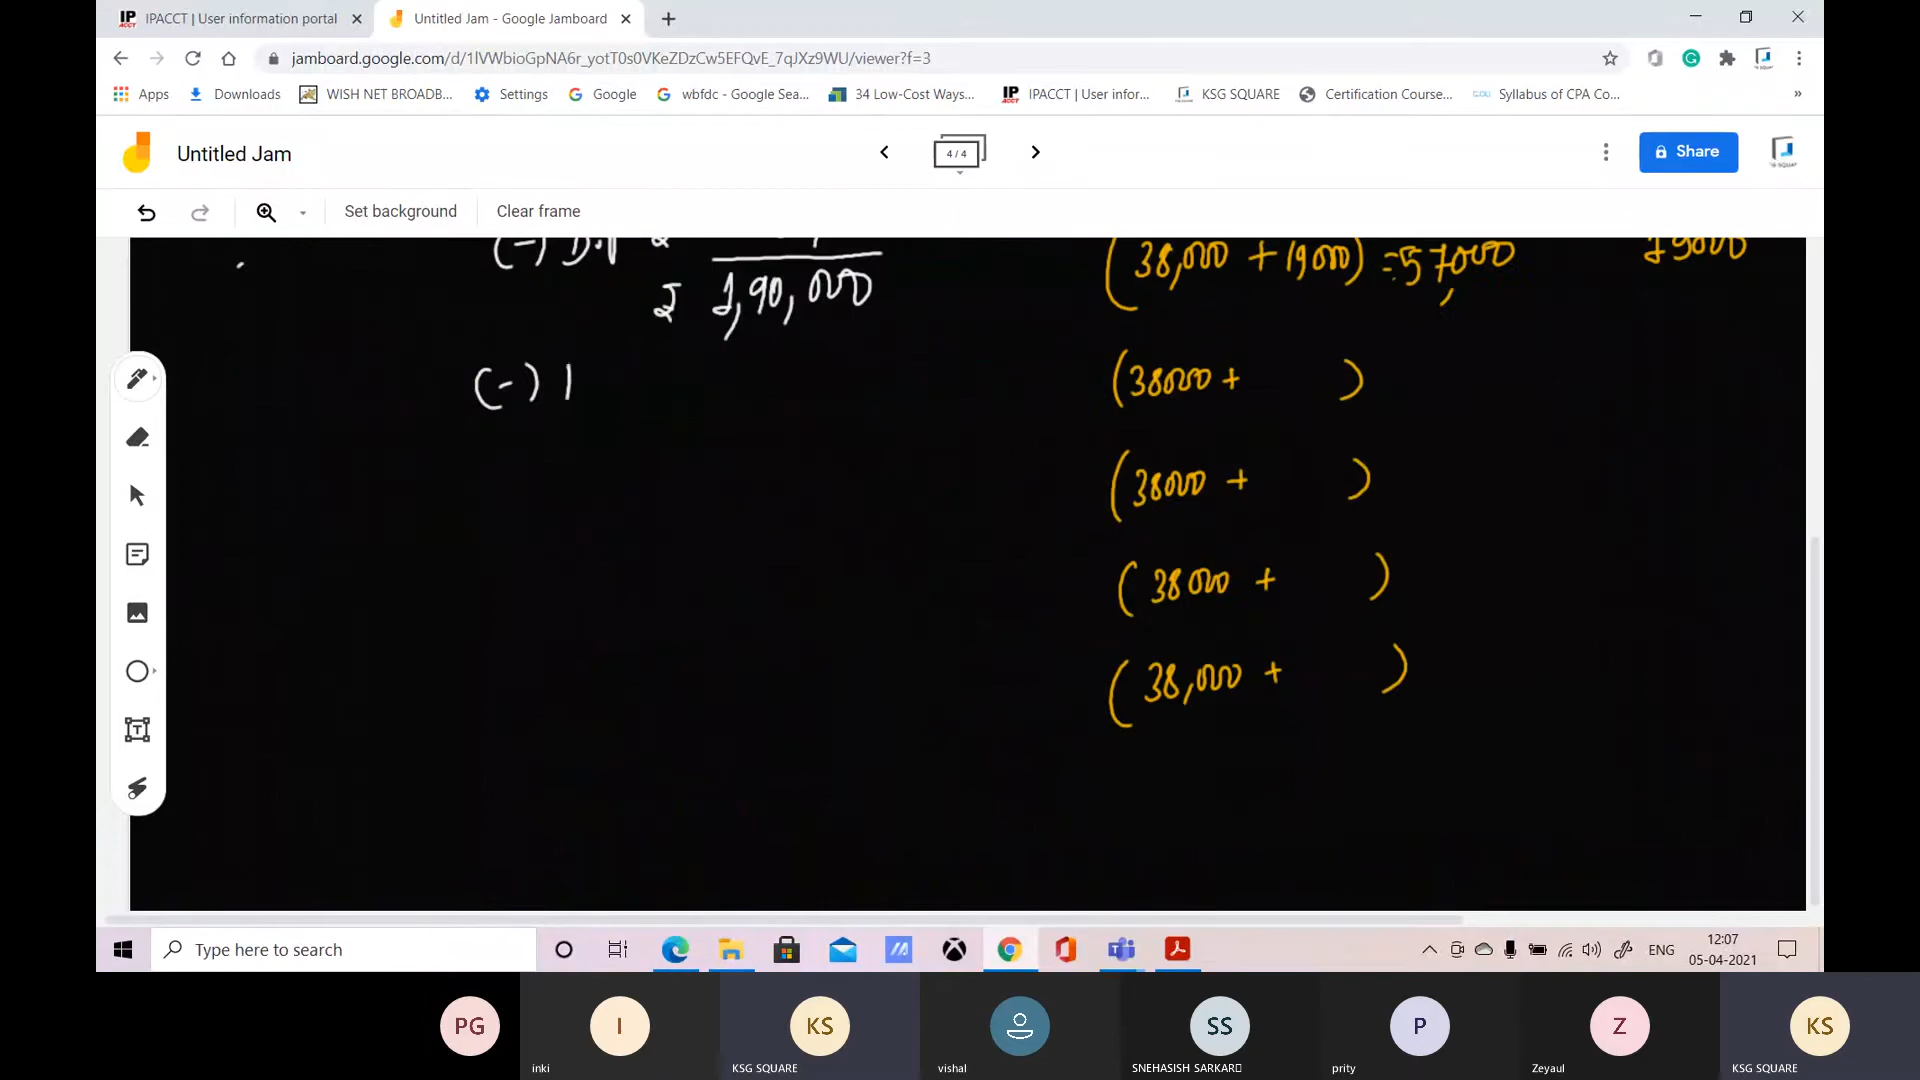 IPACCT | User information portal
Untitled Jam - Google Jamboard
jamboard.google.com/d/1lVWbioGpNA6r_yotT0s0VKeZDzCw5EFQvE_7qJXz9WU/viewer?f=3
Apps Downloads WISH NET BROADB... Settings Google wbfdc - Google Sea... 34 Low-Cost Ways... IPACCT | User infor... KSG SQUARE Certification Course... Syllabus of CPA Co... »
Untitled Jam
4 / 4
Share
Set background Clear frame
(38,000 + 19000) = 57,000
19000
1,90,000
(-) 1
(38000 + )
(38000 + )
(38000 + )
(38,000 + )
Type here to search
ENG
12:07
05-04-2021
PG I KS SS P Z KS
inki KSG SQUARE vishal SNEHASISH SARKAR prity Zeyaul KSG SQUARE